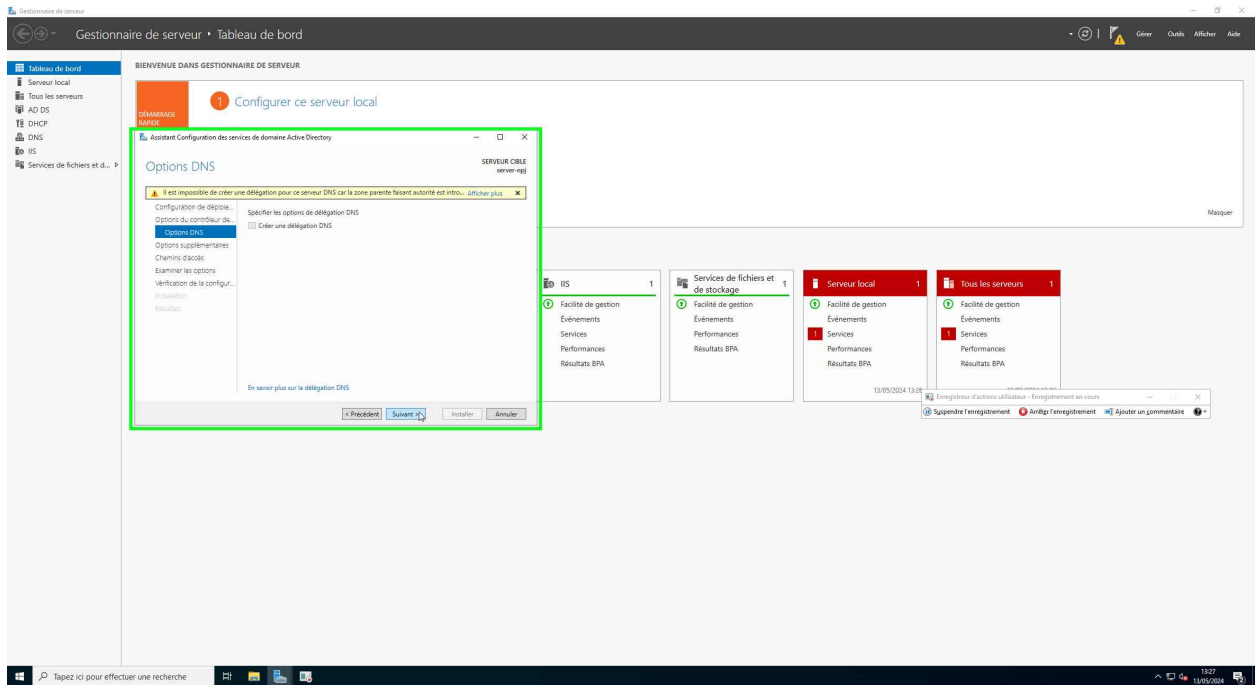 Gestionnaire de serveur
Gestionnaire de serveur • Tableau de bord
Gérer Outils Afficher Aide
Tableau de bord
Serveur local
Tous les serveurs
AD DS
DHCP
DNS
IIS
Services de fichiers et d...
BIENVENUE DANS GESTIONNAIRE DE SERVEUR
DÉMARRAGE
RAPIDE
1 Configurer ce serveur local
Masquer
Assistant Configuration des services de domaine Active Directory
Options DNS
SERVEUR CIBLE
server-npj
Il est impossible de créer une délégation pour ce serveur DNS car la zone parente faisant autorité est intro... Afficher plus
Configuration de déploie...
Options du contrôleur de...
Options DNS
Options supplémentaires
Chemins d'accès
Examiner les options
Vérification de la configur...
Installation
Résultats
Spécifier les options de délégation DNS
Créer une délégation DNS
En savoir plus sur la délégation DNS
< Précédent Suivant > Installer Annuler
IIS 1
Facilité de gestion
Événements
Services
Performances
Résultats BPA
Services de fichiers et
de stockage 1
Facilité de gestion
Événements
Performances
Résultats BPA
Serveur local 1
Facilité de gestion
Événements
1 Services
Performances
Résultats BPA
13/05/2024 13:26
Tous les serveurs 1
Facilité de gestion
Événements
1 Services
Performances
Résultats BPA
Enregistreur d'actions utilisateur - Enregistrement en cours
Suspendre l'enregistrement Arrêter l'enregistrement Ajouter un commentaire
Tapez ici pour effectuer une recherche
13:27
13/05/2024